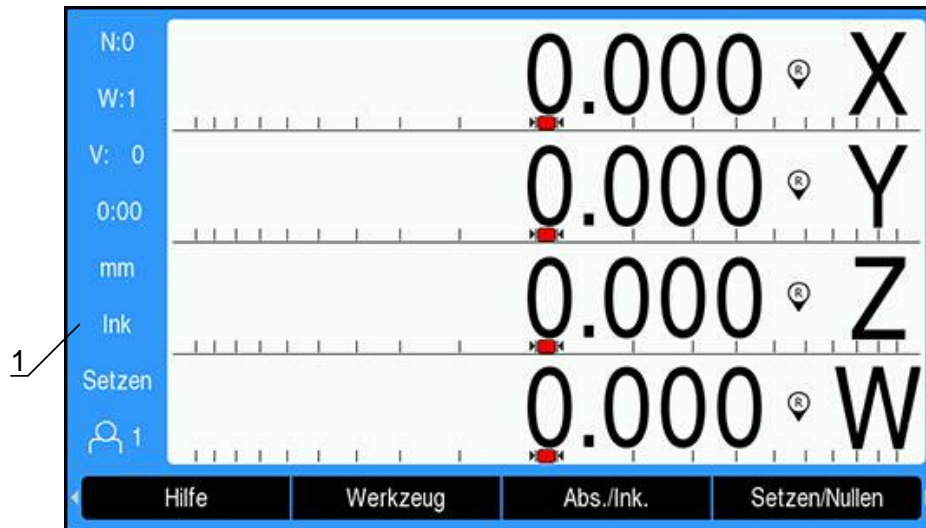 N:0
W:1
V: 0
0:00
mm
Ink
Setzen
1
0.000 R X
0.000 R Y
0.000 R Z
0.000 R W
Hilfe Werkzeug Abs./Ink. Setzen/Nullen
1